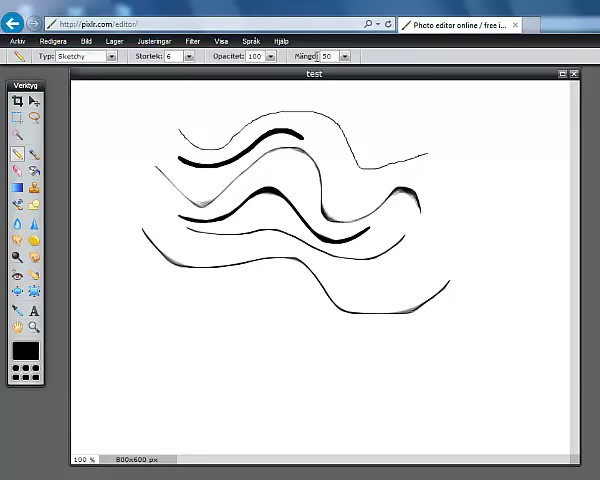 http://pixlr.com/editor/
Photo editor online / free i...
Arkiv Redigera Bild Lager Justeringar Filter Visa Språk Hjälp
Typ: Sketchy Storlek: 6 Opacitet: 100 Mängd: 50
test
Verktyg
A
100 % 800x600 px